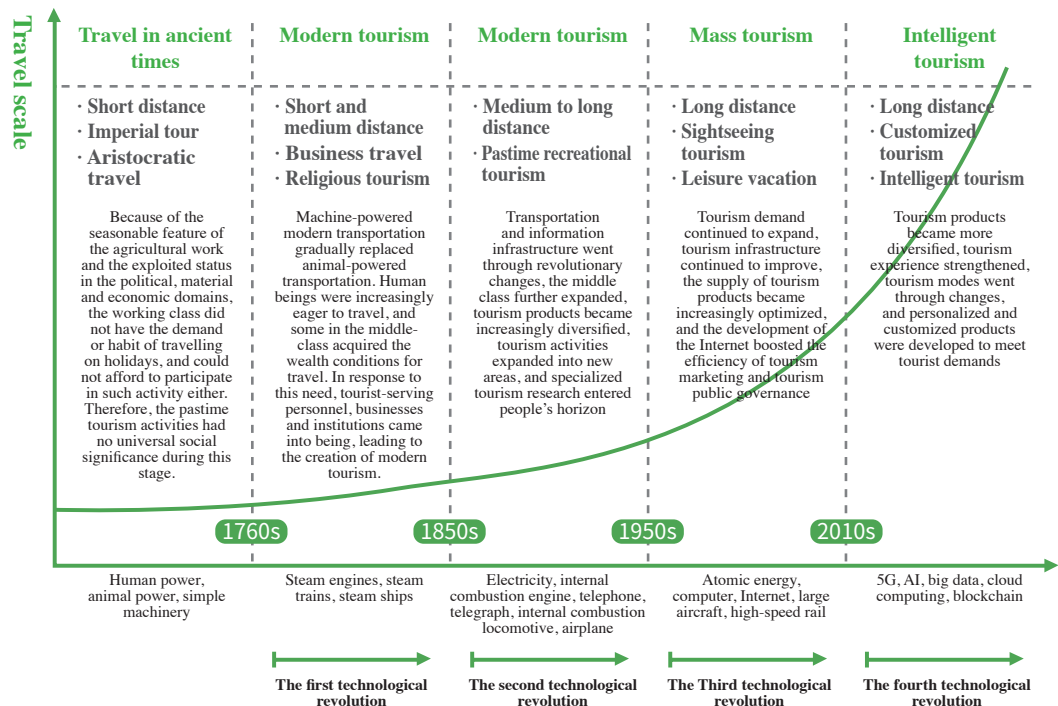 Travel scale
Travel in ancient
times
· Short distance
· Imperial tour
· Aristocratic
travel
Because of the
seasonable feature of
the agricultural work
and the exploited status
in the political, material
and economic domains,
the working class did
not have the demand
or habit of travelling
on holidays, and could
not afford to participate
in such activity either.
Therefore, the pastime
tourism activities had
no universal social
significance during this
stage.
Modern tourism
· Short and
medium distance
· Business travel
· Religious tourism
Machine-powered
modern transportation
gradually replaced
animal-powered
transportation. Human
beings were increasingly
eager to travel, and
some in the middle-
class acquired the
wealth conditions for
travel. In response to
this need, tourist-serving
personnel, businesses
and institutions came
into being, leading to
the creation of modern
tourism.
Modern tourism
· Medium to long
distance
· Pastime recreational
tourism
Transportation
and information
infrastructure went
through revolutionary
changes, the middle
class further expanded,
tourism products became
increasingly diversified,
tourism activities
expanded into new
areas, and specialized
tourism research entered
people's horizon
Mass tourism
· Long distance
· Sightseeing
tourism
· Leisure vacation
Tourism demand
continued to expand,
tourism infrastructure
continued to improve,
the supply of tourism
products became
increasingly optimized,
and the development of
the Internet boosted the
efficiency of tourism
marketing and tourism
public governance
Intelligent
tourism
· Long distance
· Customized
tourism
· Intelligent tourism
Tourism products
became more
diversified, tourism
experience strengthened,
tourism modes went
through changes,
and personalized and
customized products
were developed to meet
tourist demands
1760s
1850s
1950s
2010s
Human power,
animal power, simple
machinery
Steam engines, steam
trains, steam ships
Electricity, internal
combustion engine, telephone,
telegraph, internal combustion
locomotive, airplane
Atomic energy,
computer, Internet, large
aircraft, high-speed rail
5G, AI, big data, cloud
computing, blockchain
The first technological
revolution
The second technological
revolution
The Third technological
revolution
The fourth technological
revolution